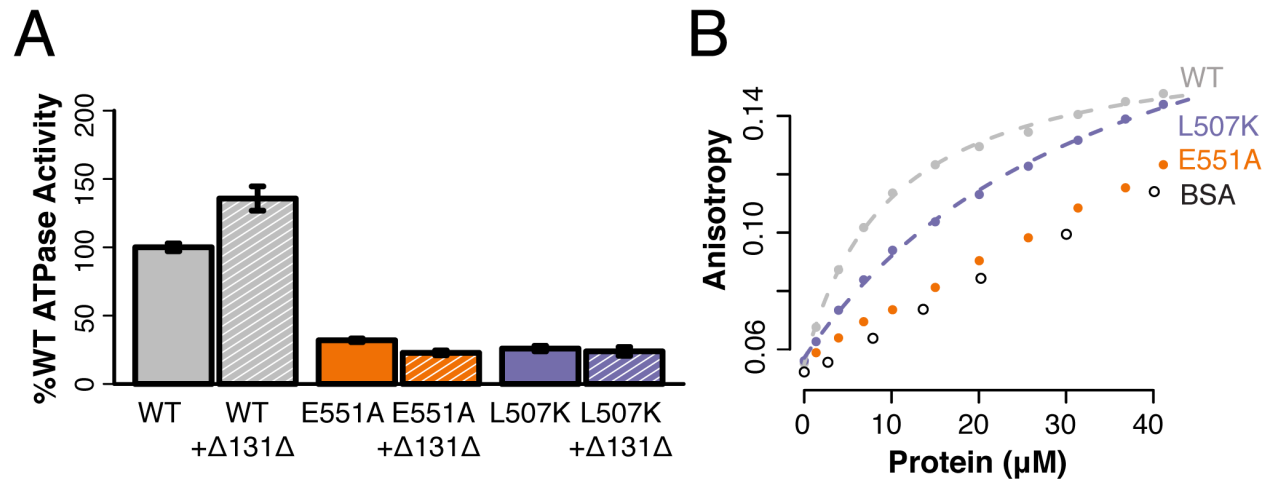 A
%WT ATPase Activity
200
150
100
50
0
WT
WT
+Δ131Δ
E551A
E551A
+Δ131Δ
L507K
L507K
+Δ131Δ
B
Anisotropy
0.14
0.10
0.06
WT
L507K
E551A
BSA
0 10 20 30 40
Protein (µM)